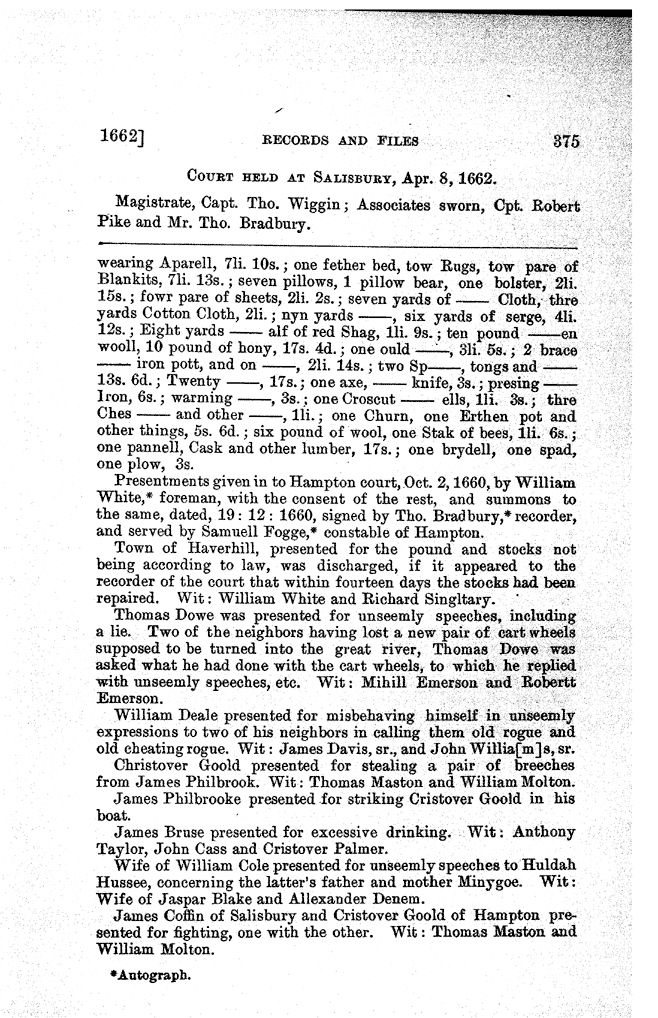 1662] RECORDS AND FILES 375
COURT HELD AT SALISBURY, Apr. 8, 1662.
Magistrate, Capt. Tho. Wiggin; Associates sworn, Cpt. Robert
Pike and Mr. Tho. Bradbury.
wearing Aparell, 7li. 10s.; one fether bed, tow Rugs, tow pare of
Blankits, 7li. 13s.; seven pillows, 1 pillow bear, one bolster, 2li.
15s.; fowr pare of sheets, 2li. 2s.; seven yards of —— Cloth, thre
yards Cotton Cloth, 2li.; nyn yards ——, six yards of serge, 4li.
12s.; Eight yards —— alf of red Shag, 1li. 9s.; ten pound ——en
wooll, 10 pound of hony, 17s. 4d.; one ould ——, 3li. 5s.; 2 brace
—— iron pott, and on ——, 2li. 14s.; two Sp——, tongs and ——
13s. 6d.; Twenty ——, 17s.; one axe, —— knife, 3s.; presing ——
Iron, 6s.; warming ——, 3s.; one Croscut —— ells, 1li. 3s.; thre
Ches —— and other ——, 1li.; one Churn, one Erthen pot and
other things, 5s. 6d.; six pound of wool, one Stak of bees, 1li. 6s.;
one pannell, Cask and other lumber, 17s.; one brydell, one spad,
one plow, 3s.
Presentments given in to Hampton court, Oct. 2, 1660, by William
White,* foreman, with the consent of the rest, and summons to
the same, dated, 19: 12: 1660, signed by Tho. Bradbury,* recorder,
and served by Samuell Fogge,* constable of Hampton.
Town of Haverhill, presented for the pound and stocks not
being according to law, was discharged, if it appeared to the
recorder of the court that within fourteen days the stocks had been
repaired. Wit: William White and Richard Singltary.
Thomas Dowe was presented for unseemly speeches, including
a lie. Two of the neighbors having lost a new pair of cart wheels
supposed to be turned into the great river, Thomas Dowe was
asked what he had done with the cart wheels, to which he replied
with unseemly speeches, etc. Wit: Mihill Emerson and Robertt
Emerson.
William Deale presented for misbehaving himself in unseemly
expressions to two of his neighbors in calling them old rogue and
old cheating rogue. Wit: James Davis, sr., and John Willia[m]s, sr.
Christover Goold presented for stealing a pair of breeches
from James Philbrook. Wit: Thomas Maston and William Molton.
James Philbrooke presented for striking Cristover Goold in his
boat.
James Bruse presented for excessive drinking. Wit: Anthony
Taylor, John Cass and Cristover Palmer.
Wife of William Cole presented for unseemly speeches to Huldah
Hussee, concerning the latter's father and mother Minygoe. Wit:
Wife of Jaspar Blake and Allexander Denem.
James Coffin of Salisbury and Cristover Goold of Hampton pre-
sented for fighting, one with the other. Wit: Thomas Maston and
William Molton.
*Autograph.